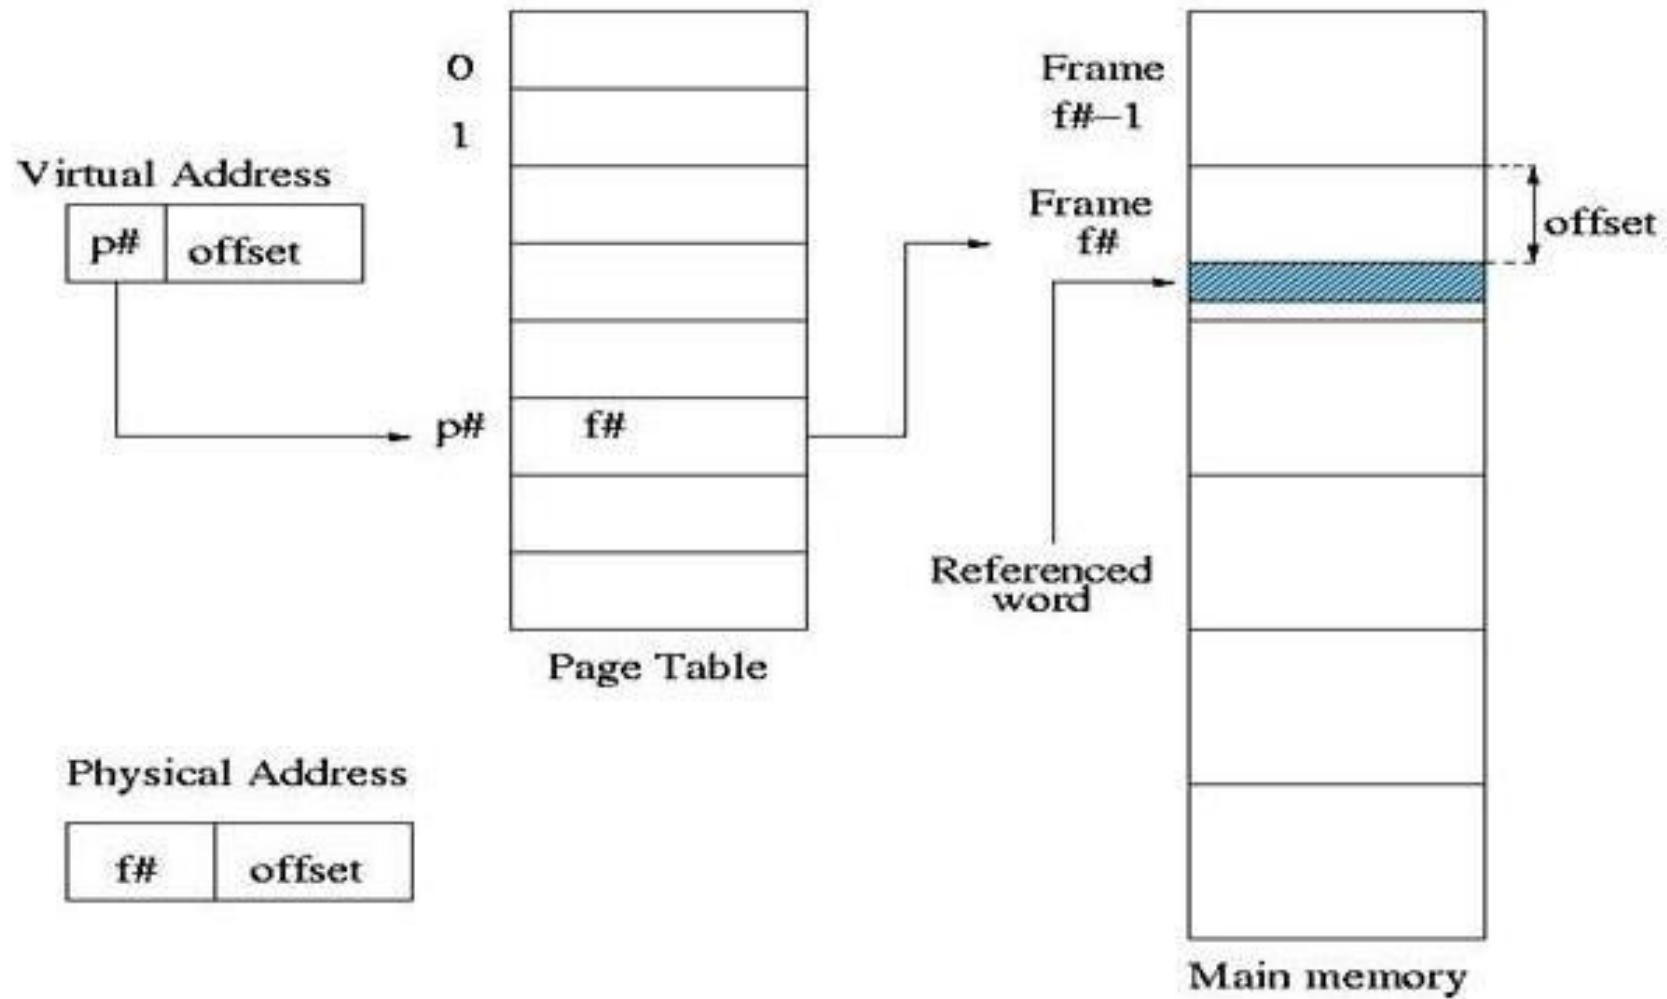 0
1
Virtual Address
p# offset
p# f#
Page Table
Physical Address
f# offset
Frame
f#−1
Frame
f#
offset
Referenced
word
Main memory